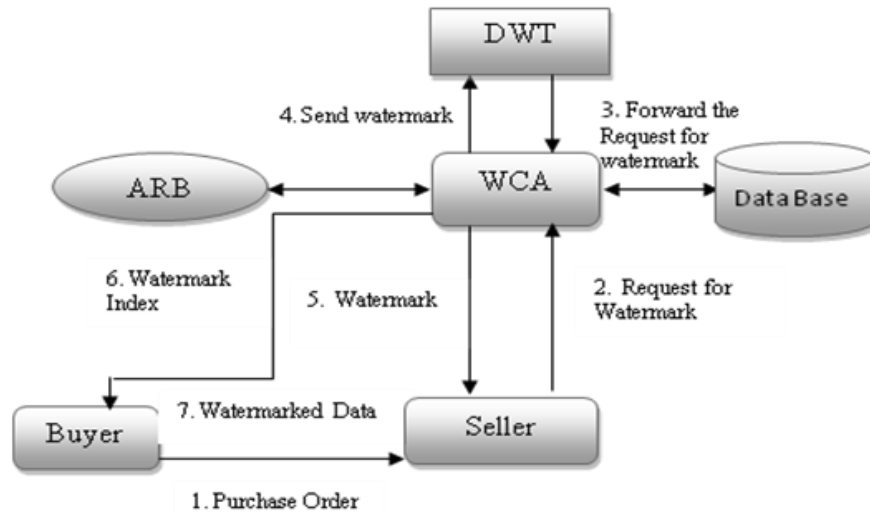 DWT
4. Send watermark
3. Forward the
Request for
watermark
ARB
WCA
Data Base
6. Watermark
Index
5. Watermark
2. Request for
Watermark
Buyer
7. Watermarked Data
Seller
1. Purchase Order